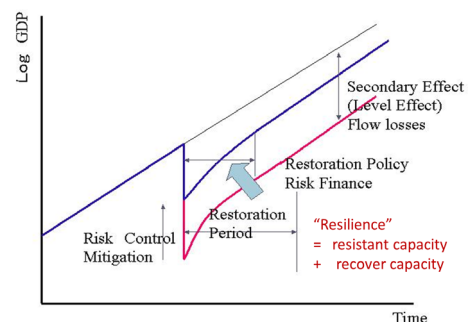 Log GDP
Secondary Effect
(Level Effect)
Flow losses
Restoration Policy
Risk Finance
Restoration
Period
Risk Control
Mitigation
“Resilience”
= resistant capacity
+ recover capacity
Time